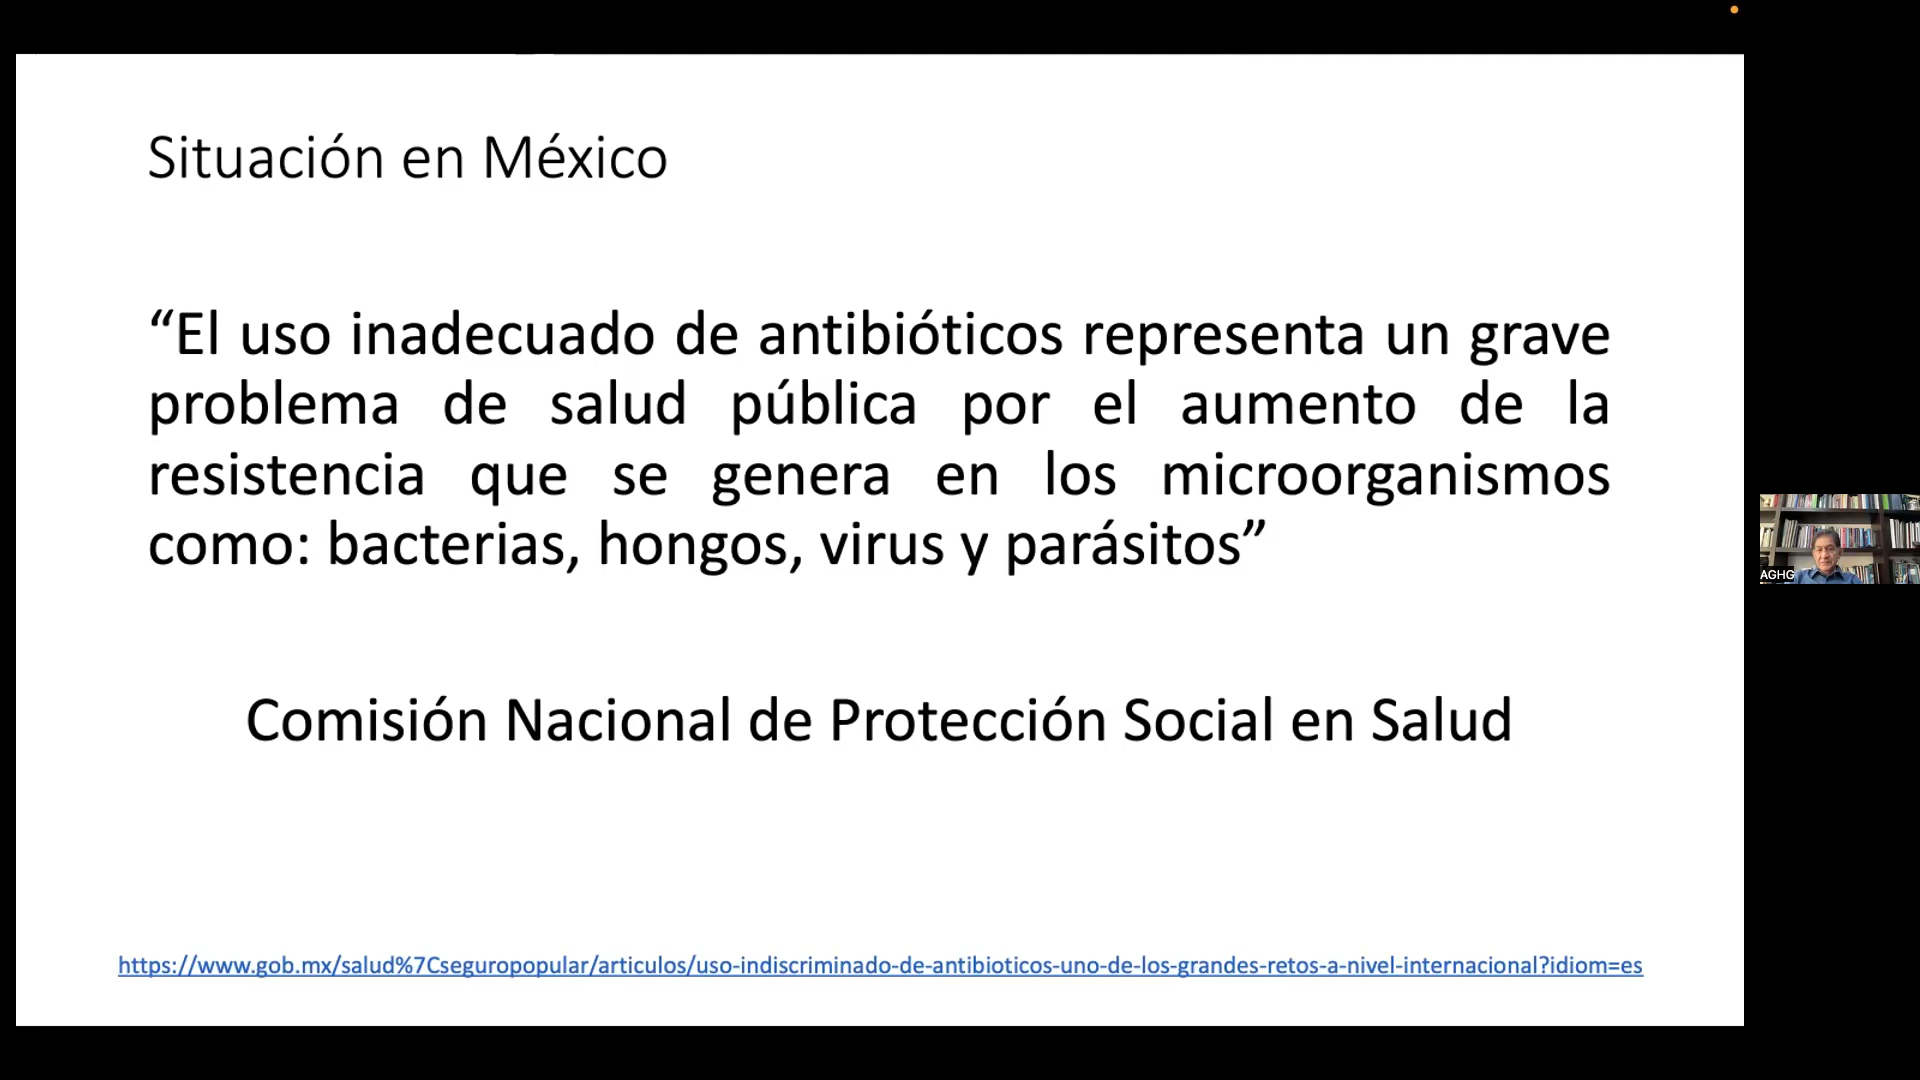 Situación en México
“El uso inadecuado de antibióticos representa un grave
problema de salud pública por el aumento de la
resistencia que se genera en los microorganismos
como: bacterias, hongos, virus y parásitos”
Comisión Nacional de Protección Social en Salud
https://www.gob.mx/salud%7Cseguropopular/articulos/uso-indiscriminado-de-antibioticos-uno-de-los-grandes-retos-a-nivel-internacional?idiom=es
AGHG